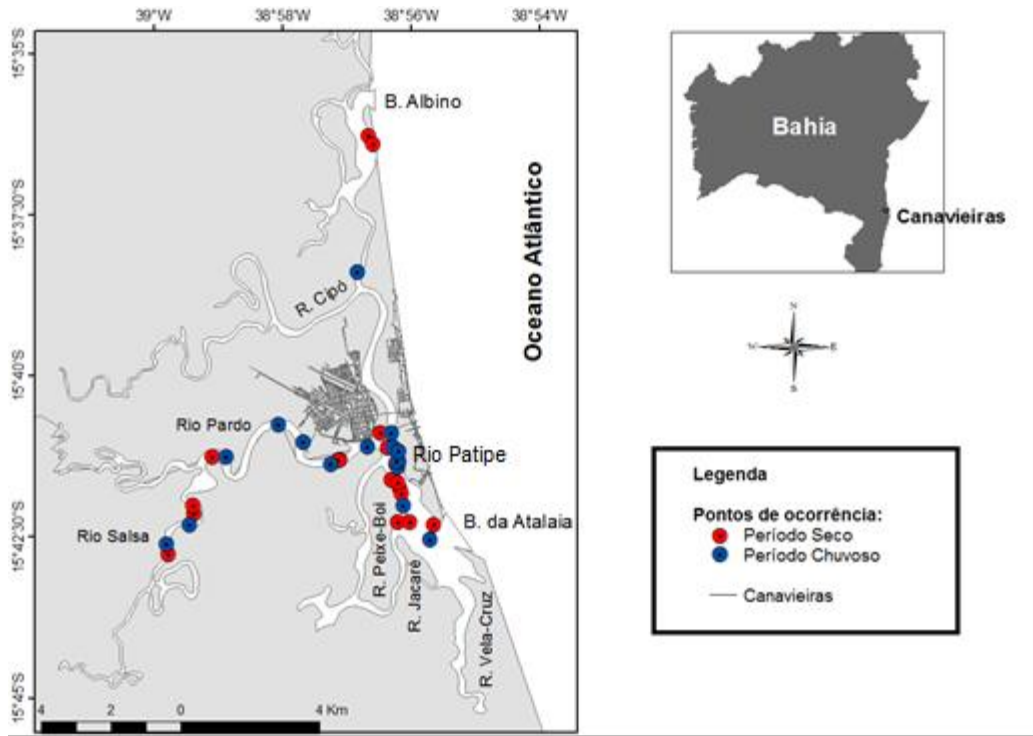 39°W 38°58'W 38°56'W 38°54'W
15°35'S
15°37'30"S
15°40'S
15°42'30"S
15°45'S
B. Albino
Oceano Atlântico
R. Cipó
Rio Pardo
Rio Patipe
Rio Salsa
B. da Atalaia
R. Peixe-Boi
R. Jacaré
R. Vela-Cruz
4 2 0 4 Km
Bahia
Canavieiras
N
W E
S
Legenda
Pontos de ocorrência:
Período Seco
Período Chuvoso
Canavieiras